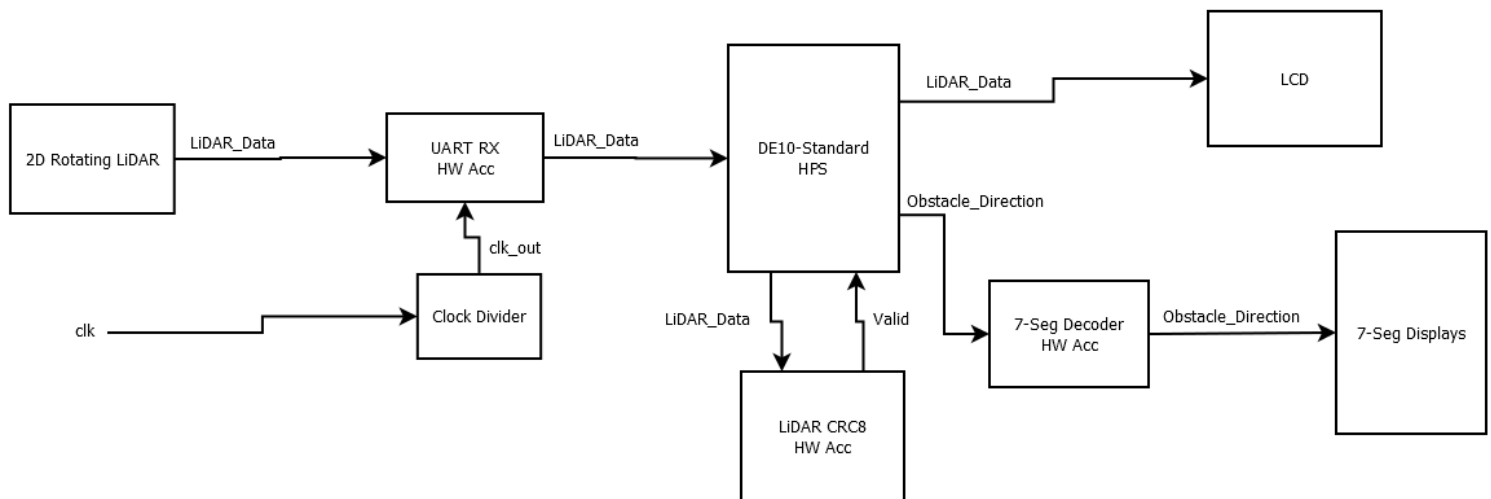 LCD
LiDAR_Data
2D Rotating LiDAR
LiDAR_Data
UART RX
HW Acc
LiDAR_Data
DE10-Standard
HPS
Obstacle_Direction
clk_out
clk
Clock Divider
LiDAR_Data
Valid
7-Seg Decoder
HW Acc
Obstacle_Direction
7-Seg Displays
LiDAR CRC8
HW Acc